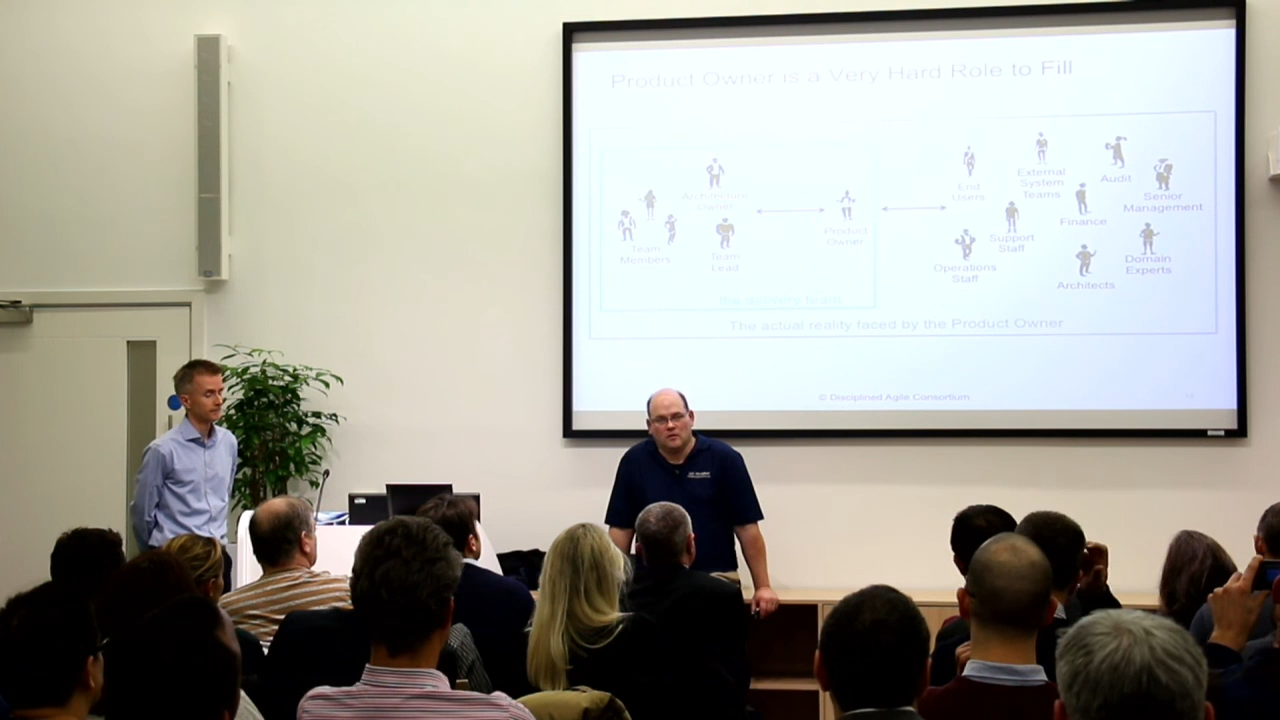 Product Owner is a Very Hard Role to Fill
Architecture
Owner
Team
Members
Team
Lead
Product
Owner
End
Users
External
System
Teams
Audit
Senior
Management
Finance
Support
Staff
Operations
Staff
Domain
Experts
Architects
The actual reality faced by the Product Owner
© Disciplined Agile Consortium